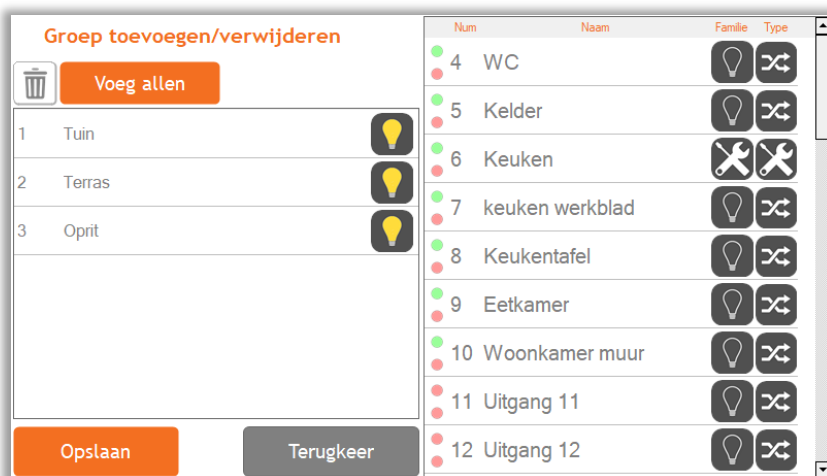 Groep toevoegen/verwijderen
Voeg allen
1 Tuin
2 Terras
3 Oprit
Opslaan
Terugkeer
Num Naam Familie Type
4 WC
5 Kelder
6 Keuken
7 keuken werkblad
8 Keukentafel
9 Eetkamer
10 Woonkamer muur
11 Uitgang 11
12 Uitgang 12